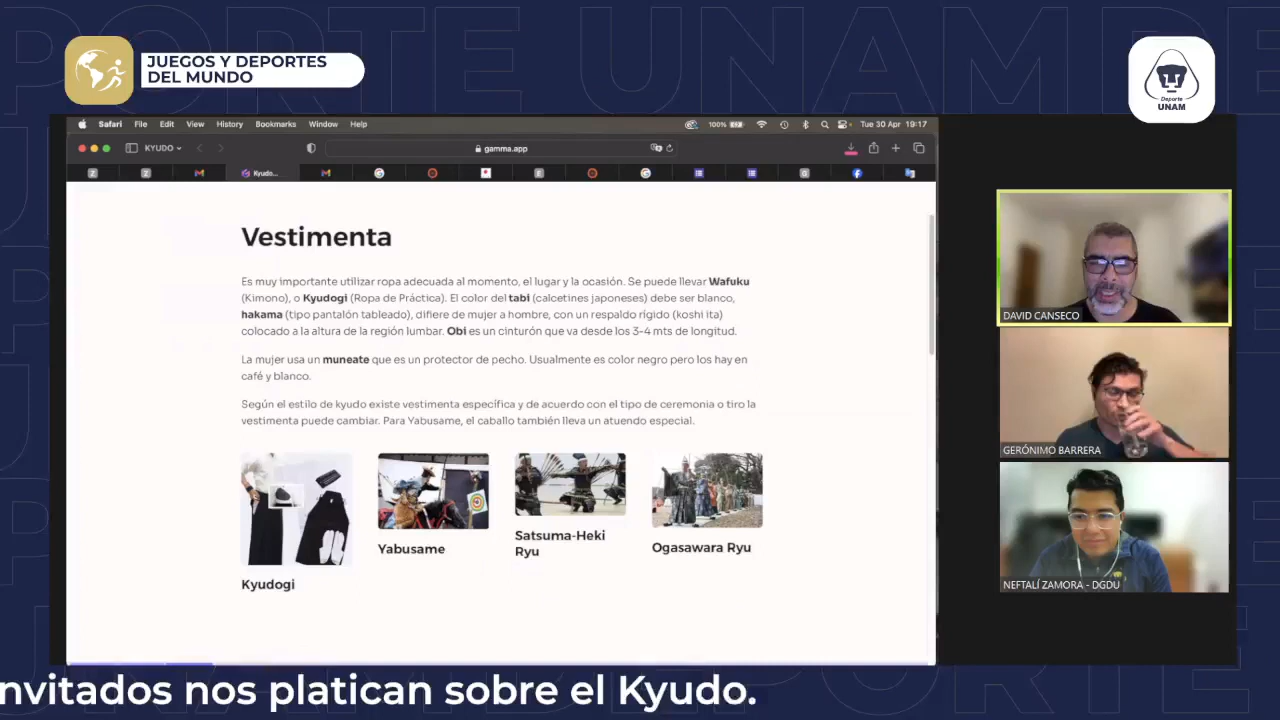 JUEGOS Y DEPORTES
DEL MUNDO
Deporte
UNAM
Safari File Edit View History Bookmarks Window Help
100% Tue 30 Apr 19:17
KYUDO
gamma.app
Kyudo...
Vestimenta
Es muy importante utilizar ropa adecuada al momento, el lugar y la ocasión. Se puede llevar Wafuku
(Kimono), o Kyudogi (Ropa de Práctica). El color del tabi (calcetines japoneses) debe ser blanco,
hakama (tipo pantalón tableado), difiere de mujer a hombre, con un respaldo rígido (koshi ita)
colocado a la altura de la región lumbar. Obi es un cinturón que va desde los 3-4 mts de longitud.
La mujer usa un muneate que es un protector de pecho. Usualmente es color negro pero los hay en
café y blanco.
Según el estilo de kyudo existe vestimenta específica y de acuerdo con el tipo de ceremonia o tiro la
vestimenta puede cambiar. Para Yabusame, el caballo también lleva un atuendo especial.
Kyudogi
Yabusame
Satsuma-Heki
Ryu
Ogasawara Ryu
DAVID CANSECO
GERÓNIMO BARRERA
NEFTALÍ ZAMORA - DGDU
nvitados nos platican sobre el Kyudo.